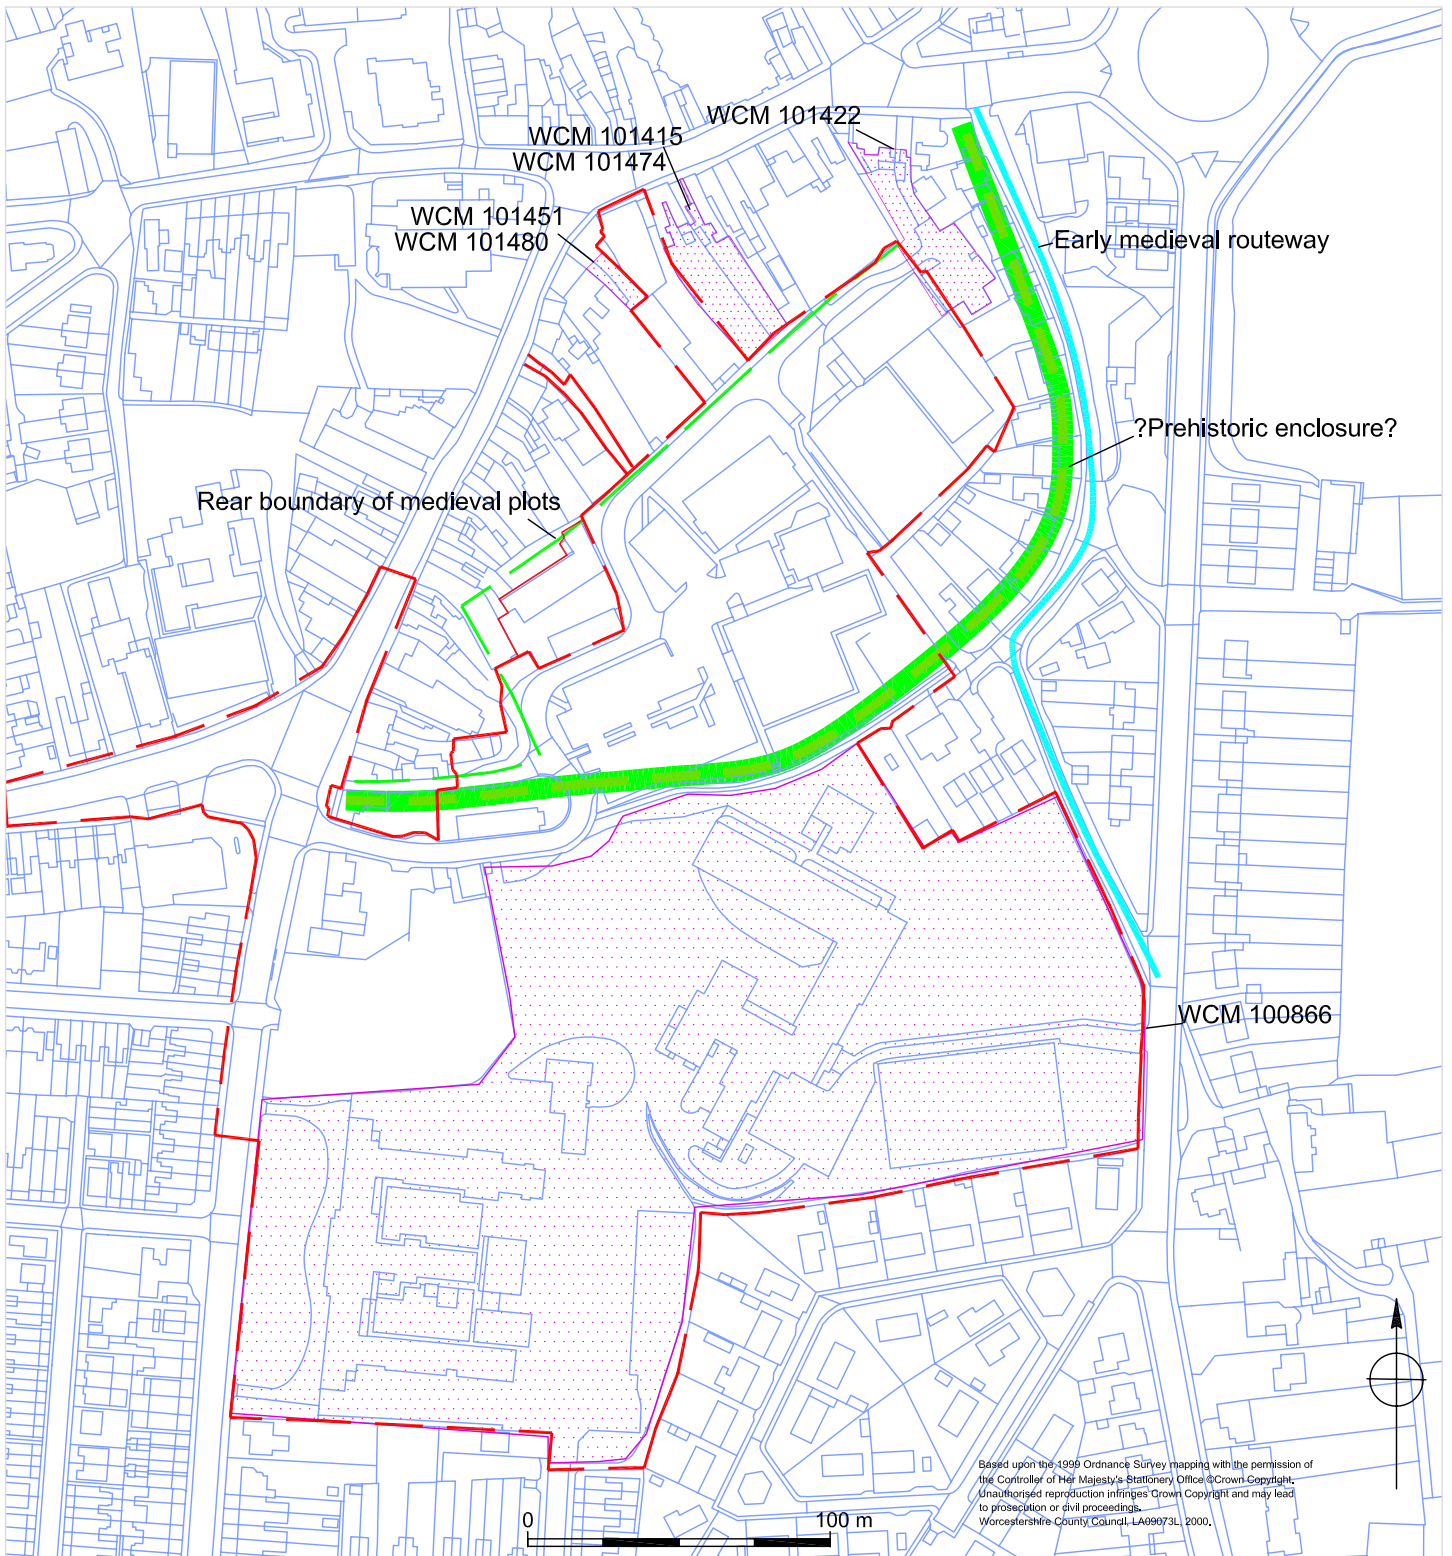 WCM 101422
WCM 101415
WCM 101474
WCM 101451
WCM 101480
Early medieval routeway
?Prehistoric enclosure?
Rear boundary of medieval plots
WCM 100866
Based upon the 1999 Ordnance Survey mapping with the permission of
the Controller of Her Majesty's Stationery Office ©Crown Copyright.
Unauthorised reproduction infringes Crown Copyright and may lead
to prosecution or civil proceedings.
Worcestershire County Council, LA09073L, 2000.
0 100 m